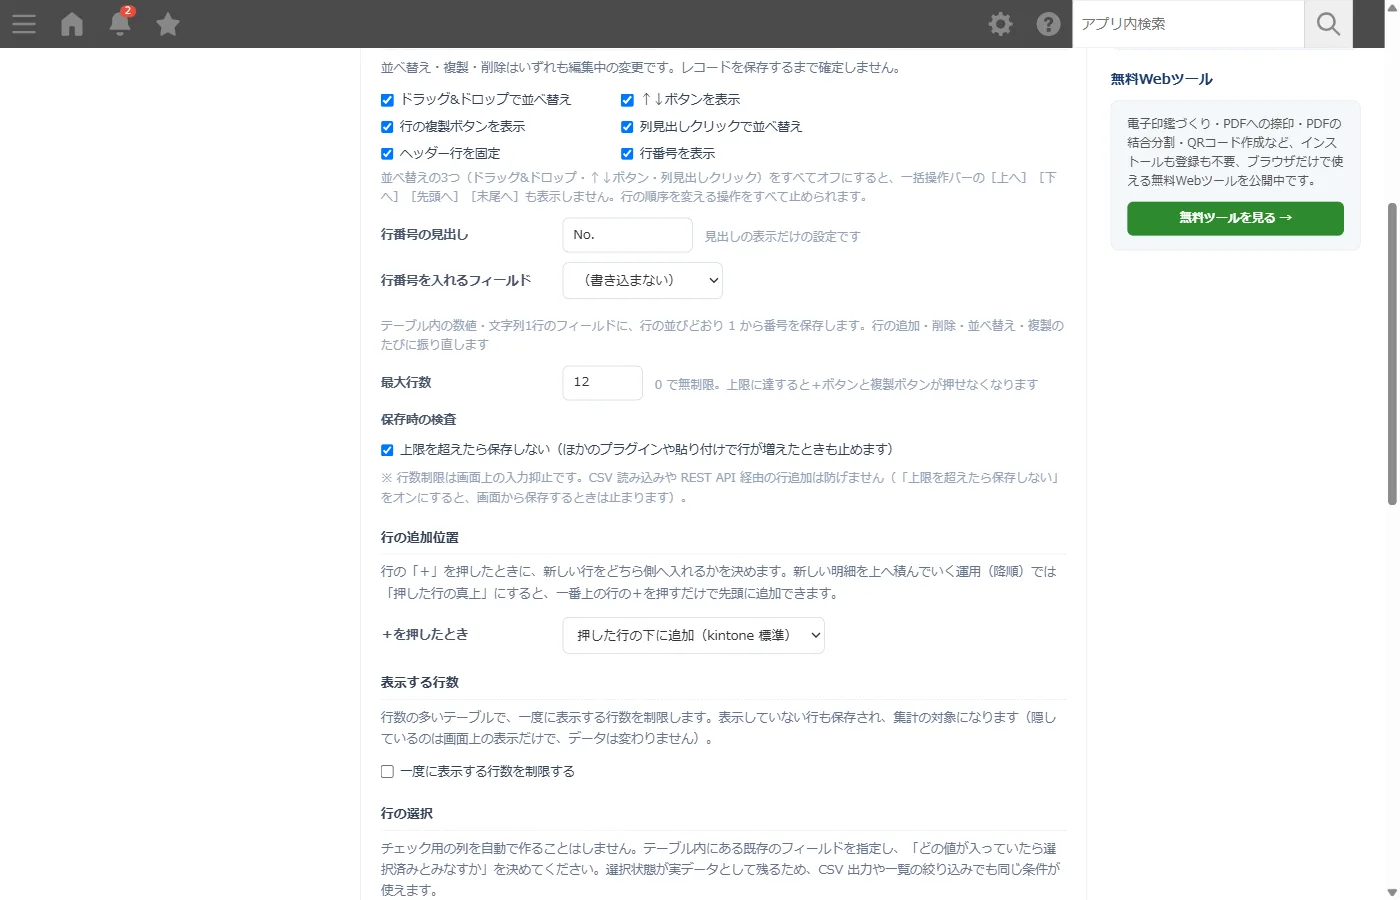 2
アプリ内検索
並べ替え・複製・削除はいずれも編集中の変更です。レコードを保存するまで確定しません。
ドラッグ&ドロップで並べ替え
↑↓ボタンを表示
行の複製ボタンを表示
列見出しクリックで並べ替え
ヘッダー行を固定
行番号を表示
並べ替えの3つ（ドラッグ&ドロップ・↑↓ボタン・列見出しクリック）をすべてオフにすると、一括操作バーの［上へ］［下
へ］［先頭へ］［末尾へ］も表示しません。行の順序を変える操作をすべて止められます。
行番号の見出し
No.
見出しの表示だけの設定です
行番号を入れるフィールド
（書き込まない）
テーブル内の数値・文字列1行のフィールドに、行の並びどおり 1 から番号を保存します。行の追加・削除・並べ替え・複製の
たびに振り直します
最大行数
12
0 で無制限。上限に達すると＋ボタンと複製ボタンが押せなくなります
保存時の検査
上限を超えたら保存しない（ほかのプラグインや貼り付けで行が増えたときも止めます）
※ 行数制限は画面上の入力抑止です。CSV 読み込みや REST API 経由の行追加は防げません（「上限を超えたら保存しない」
をオンにすると、画面から保存するときは止まります）。
行の追加位置
行の「＋」を押したときに、新しい行をどちら側へ入れるかを決めます。新しい明細を上へ積んでいく運用（降順）では
「押した行の真上」にすると、一番上の行の＋を押すだけで先頭に追加できます。
＋を押したとき
押した行の下に追加（kintone 標準）
表示する行数
行数の多いテーブルで、一度に表示する行数を制限します。表示していない行も保存され、集計の対象になります（隠し
ているのは画面上の表示だけで、データは変わりません）。
一度に表示する行数を制限する
行の選択
チェック用の列を自動で作ることはしません。テーブル内にある既存のフィールドを指定し、「どの値が入っていたら選
択済みとみなすか」を決めてください。選択状態が実データとして残るため、CSV 出力や一覧の絞り込みでも同じ条件が
使えます。
無料Webツール
電子印鑑づくり・PDFへの捺印・PDFの
結合分割・QRコード作成など、インス
トールも登録も不要、ブラウザだけで使
える無料Webツールを公開中です。
無料ツールを見る →